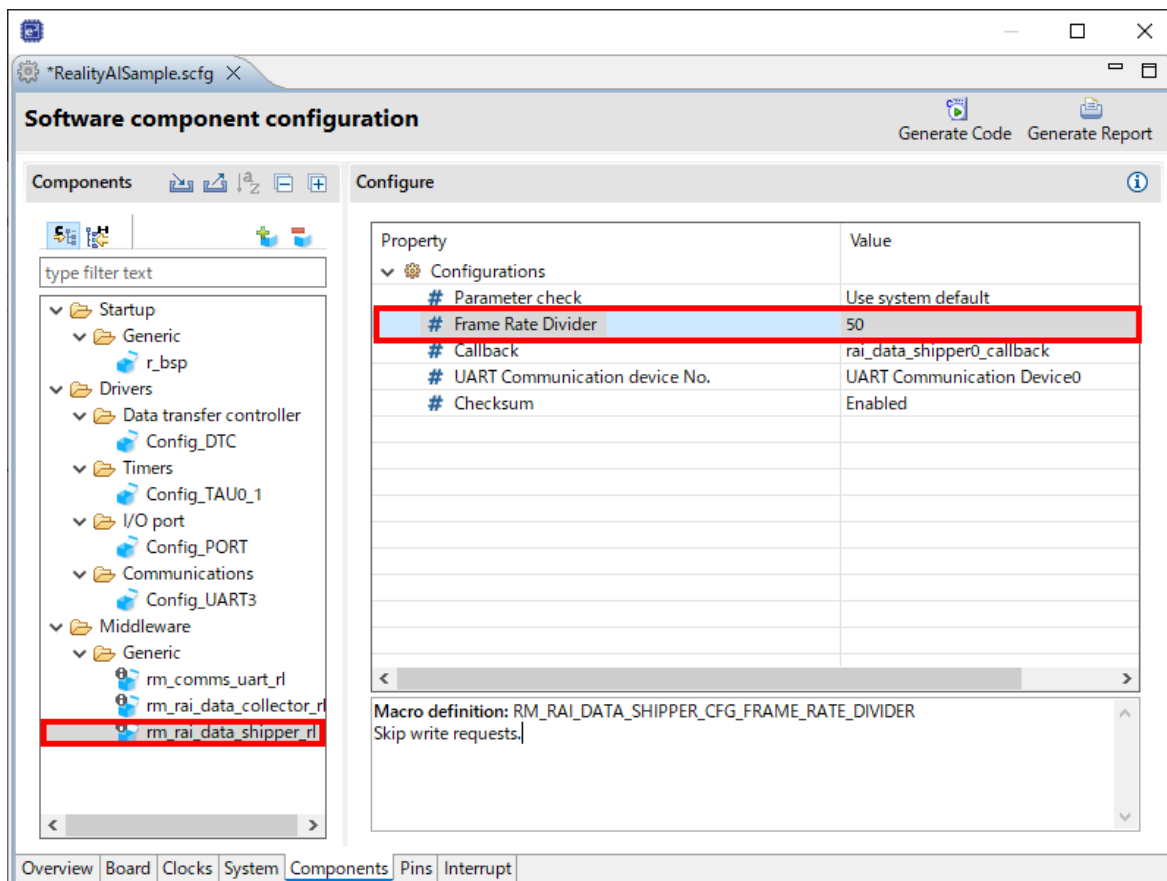 *RealityAISample.scfg
Software component configuration
Generate Code Generate Report
Components
type filter text
Startup
Generic
r_bsp
Drivers
Data transfer controller
Config_DTC
Timers
Config_TAU0_1
I/O port
Config_PORT
Communications
Config_UART3
Middleware
Generic
rm_comms_uart_rl
rm_rai_data_collector_rl
rm_rai_data_shipper_rl
Configure
Property Value
Configurations
# Parameter check Use system default
# Frame Rate Divider 50
# Callback rai_data_shipper0_callback
# UART Communication device No. UART Communication Device0
# Checksum Enabled
Macro definition: RM_RAI_DATA_SHIPPER_CFG_FRAME_RATE_DIVIDER
Skip write requests.
Overview Board Clocks System Components Pins Interrupt